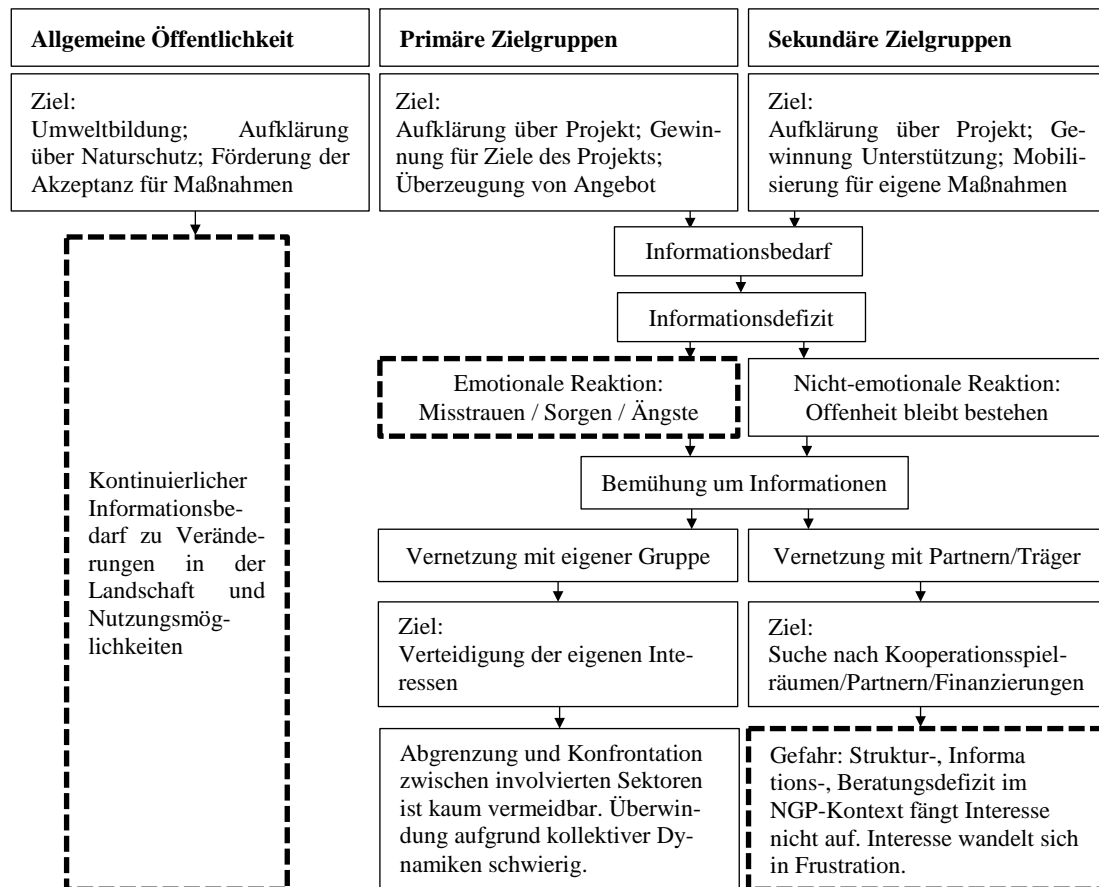 Allgemeine Öffentlichkeit
Primäre Zielgruppen
Sekundäre Zielgruppen
Ziel:
Umweltbildung; Aufklärung
über Naturschutz; Förderung der
Akzeptanz für Maßnahmen
Ziel:
Aufklärung über Projekt; Gewin-
nung für Ziele des Projekts;
Überzeugung von Angebot
Ziel:
Aufklärung über Projekt; Ge-
winnung Unterstützung; Mobili-
sierung für eigene Maßnahmen
Informationsbedarf
Informationsdefizit
Emotionale Reaktion:
Misstrauen / Sorgen / Ängste
Nicht-emotionale Reaktion:
Offenheit bleibt bestehen
Bemühung um Informationen
Kontinuierlicher
Informationsbe-
darf zu Verände-
rungen in der
Landschaft und
Nutzungsmög-
lichkeiten
Vernetzung mit eigener Gruppe
Vernetzung mit Partnern/Träger
Ziel:
Verteidigung der eigenen Inte-
ressen
Ziel:
Suche nach Kooperationsspiel-
räumen/Partnern/Finanzierungen
Abgrenzung und Konfrontation
zwischen involvierten Sektoren
ist kaum vermeidbar. Überwin-
dung aufgrund kollektiver Dy-
namiken schwierig.
Gefahr: Struktur-, Informa
tions-, Beratungsdefizit im
NGP-Kontext fängt Interesse
nicht auf. Interesse wandelt sich
in Frustration.